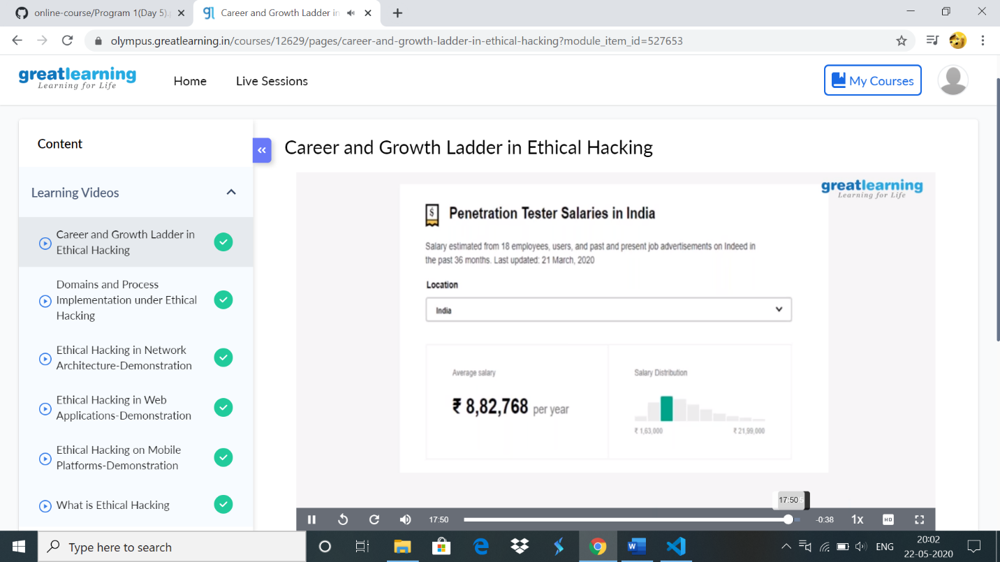 online-course/Program 1(Day 5).
Career and Growth Ladder in
olympus.greatlearning.in/courses/12629/pages/career-and-growth-ladder-in-ethical-hacking?module_item_id=527653
greatlearning
Learning for Life
Home
Live Sessions
My Courses
Content
Learning Videos
Career and Growth Ladder in
Ethical Hacking
Domains and Process
Implementation under Ethical
Hacking
Ethical Hacking in Network
Architecture-Demonstration
Ethical Hacking in Web
Applications-Demonstration
Ethical Hacking on Mobile
Platforms-Demonstration
What is Ethical Hacking
Career and Growth Ladder in Ethical Hacking
greatlearning
Learning for Life
$
Penetration Tester Salaries in India
Salary estimated from 18 employees, users, and past and present job advertisements on Indeed in
the past 36 months. Last updated: 21 March, 2020
Location
India
Average salary
₹ 8,82,768 per year
Salary Distribution
₹ 1,63,000
₹ 21,99,000
17:50
17:50
-0:38
1x
HD
Type here to search
ENG
20:02
22-05-2020